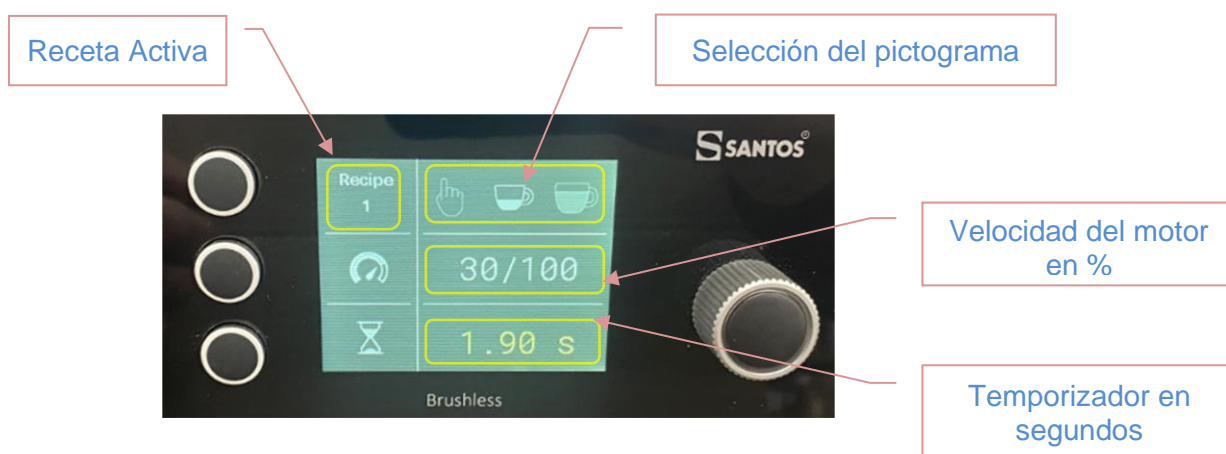 Receta Activa
Selección del pictograma
SANTOS®
Recipe
1
30/100
1.90 s
Brushless
Velocidad del motor
en %
Temporizador en
segundos